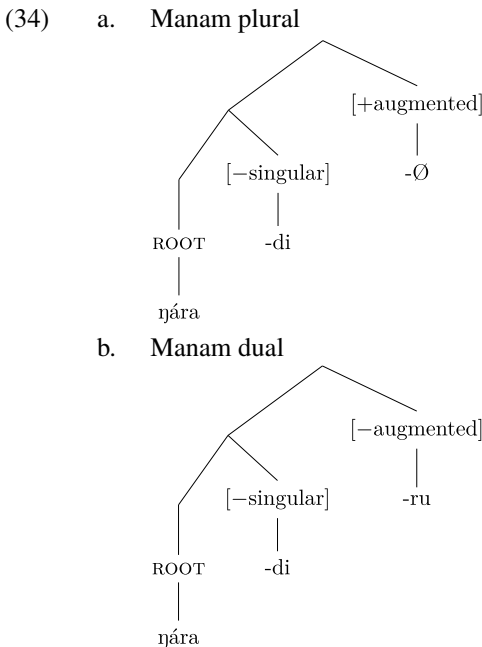 (34) a. Manam plural
[+augmented]
[−singular] -Ø
ROOT -di
ŋára
b. Manam dual
[−augmented]
[−singular] -ru
ROOT -di
ŋára